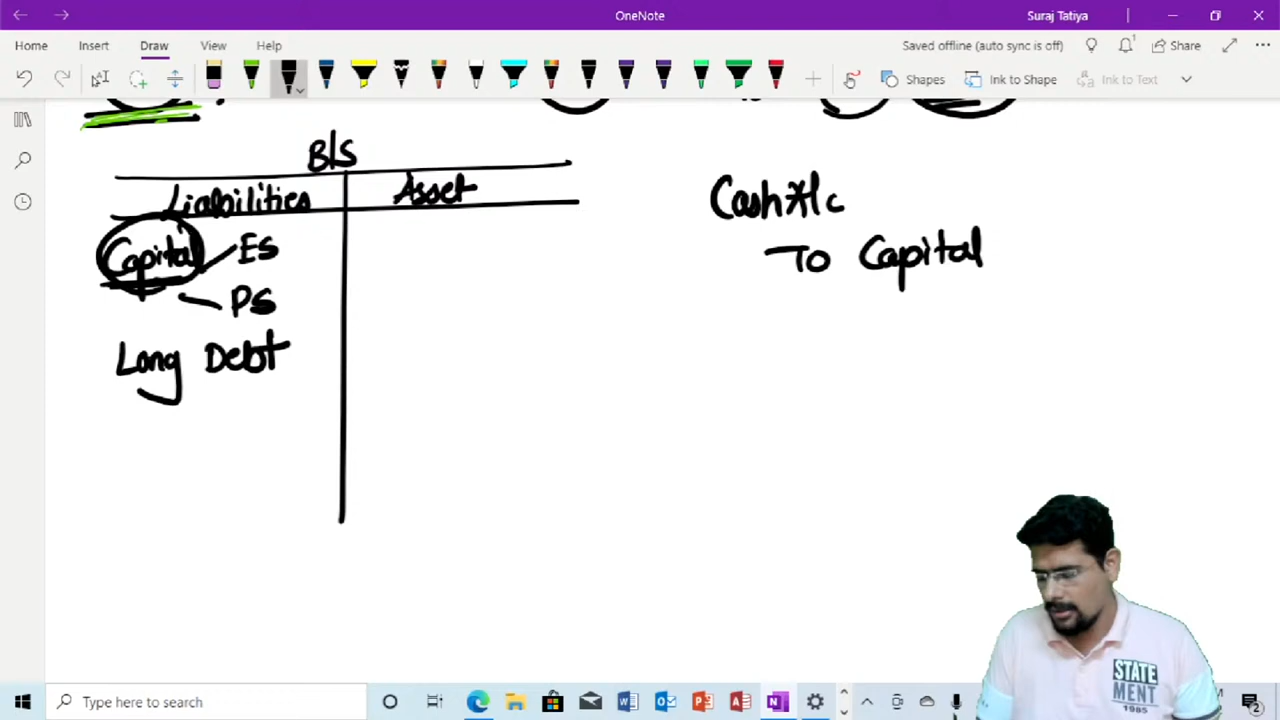 OneNote
Suraj Tatiya
Home Insert Draw View Help
Saved offline (auto sync is off)
Share
Shapes
Ink to Shape
Ink to Text
B/S
Liabilities Asset
Capital ES
PS
Long Debt
Cash A/c
To Capital
STATE
MENT
1985
Type here to search
2